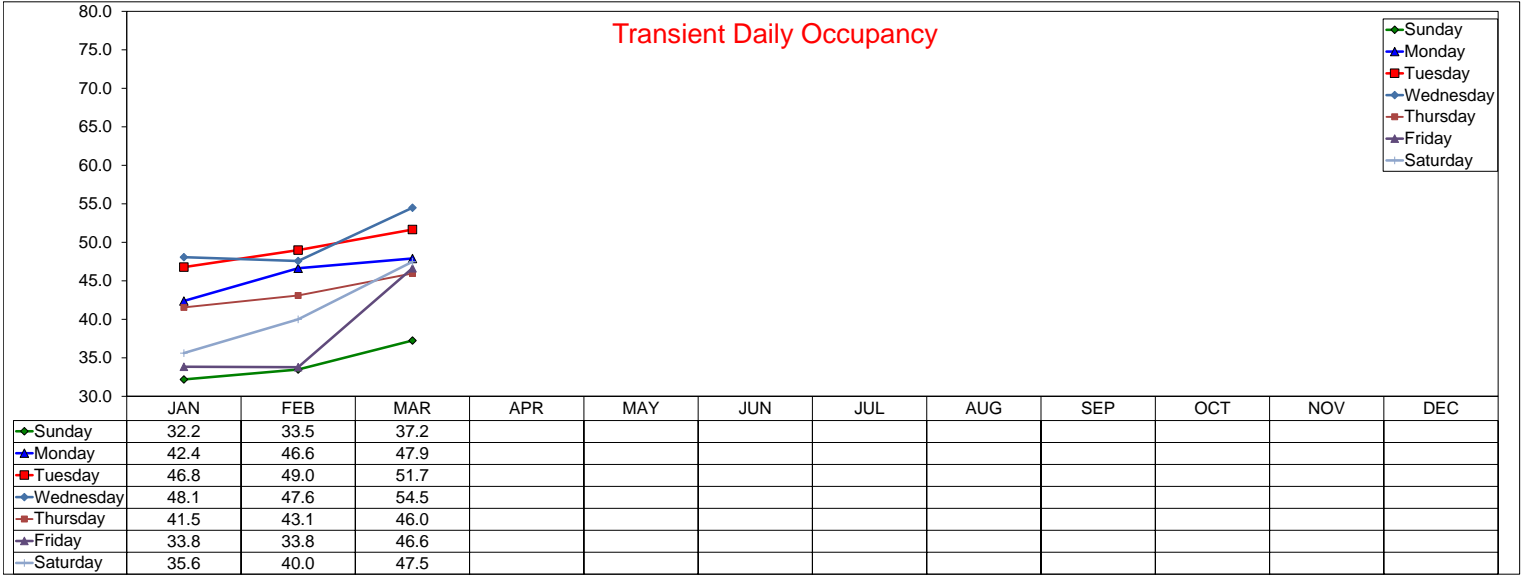 Transient Daily Occupancy
80.0
75.0
70.0
65.0
60.0
55.0
50.0
45.0
40.0
35.0
30.0
Sunday
Monday
Tuesday
Wednesday
Thursday
Friday
Saturday
JAN FEB MAR APR MAY JUN JUL AUG SEP OCT NOV DEC
Sunday 32.2 33.5 37.2
Monday 42.4 46.6 47.9
Tuesday 46.8 49.0 51.7
Wednesday 48.1 47.6 54.5
Thursday 41.5 43.1 46.0
Friday 33.8 33.8 46.6
Saturday 35.6 40.0 47.5